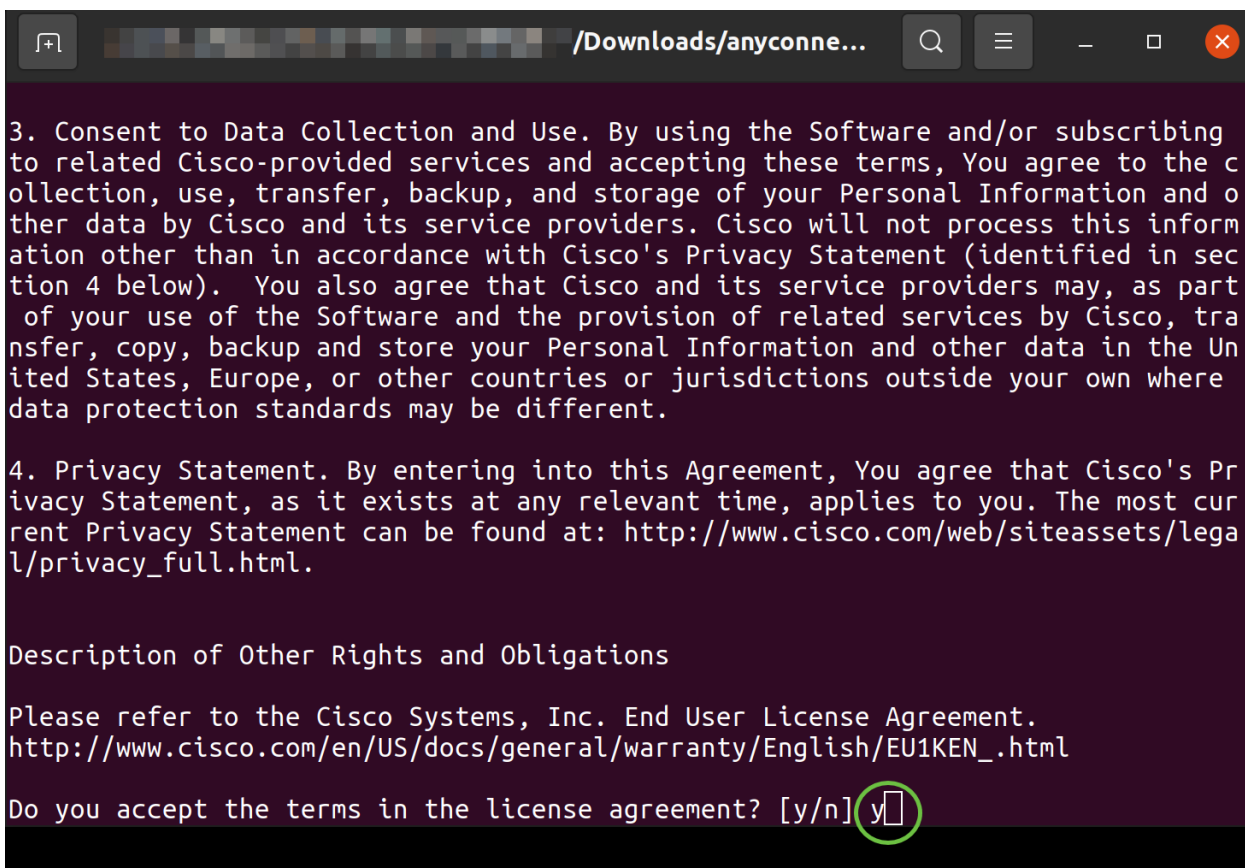 /Downloads/anyconne...
3. Consent to Data Collection and Use. By using the Software and/or subscribing
to related Cisco-provided services and accepting these terms, You agree to the c
ollection, use, transfer, backup, and storage of your Personal Information and o
ther data by Cisco and its service providers. Cisco will not process this inform
ation other than in accordance with Cisco's Privacy Statement (identified in sec
tion 4 below).  You also agree that Cisco and its service providers may, as part
 of your use of the Software and the provision of related services by Cisco, tra
nsfer, copy, backup and store your Personal Information and other data in the Un
ited States, Europe, or other countries or jurisdictions outside your own where
data protection standards may be different.
4. Privacy Statement. By entering into this Agreement, You agree that Cisco's Pr
ivacy Statement, as it exists at any relevant time, applies to you. The most cur
rent Privacy Statement can be found at: http://www.cisco.com/web/siteassets/lega
l/privacy_full.html.
Description of Other Rights and Obligations
Please refer to the Cisco Systems, Inc. End User License Agreement.
http://www.cisco.com/en/US/docs/general/warranty/English/EU1KEN_.html
Do you accept the terms in the license agreement? [y/n] y